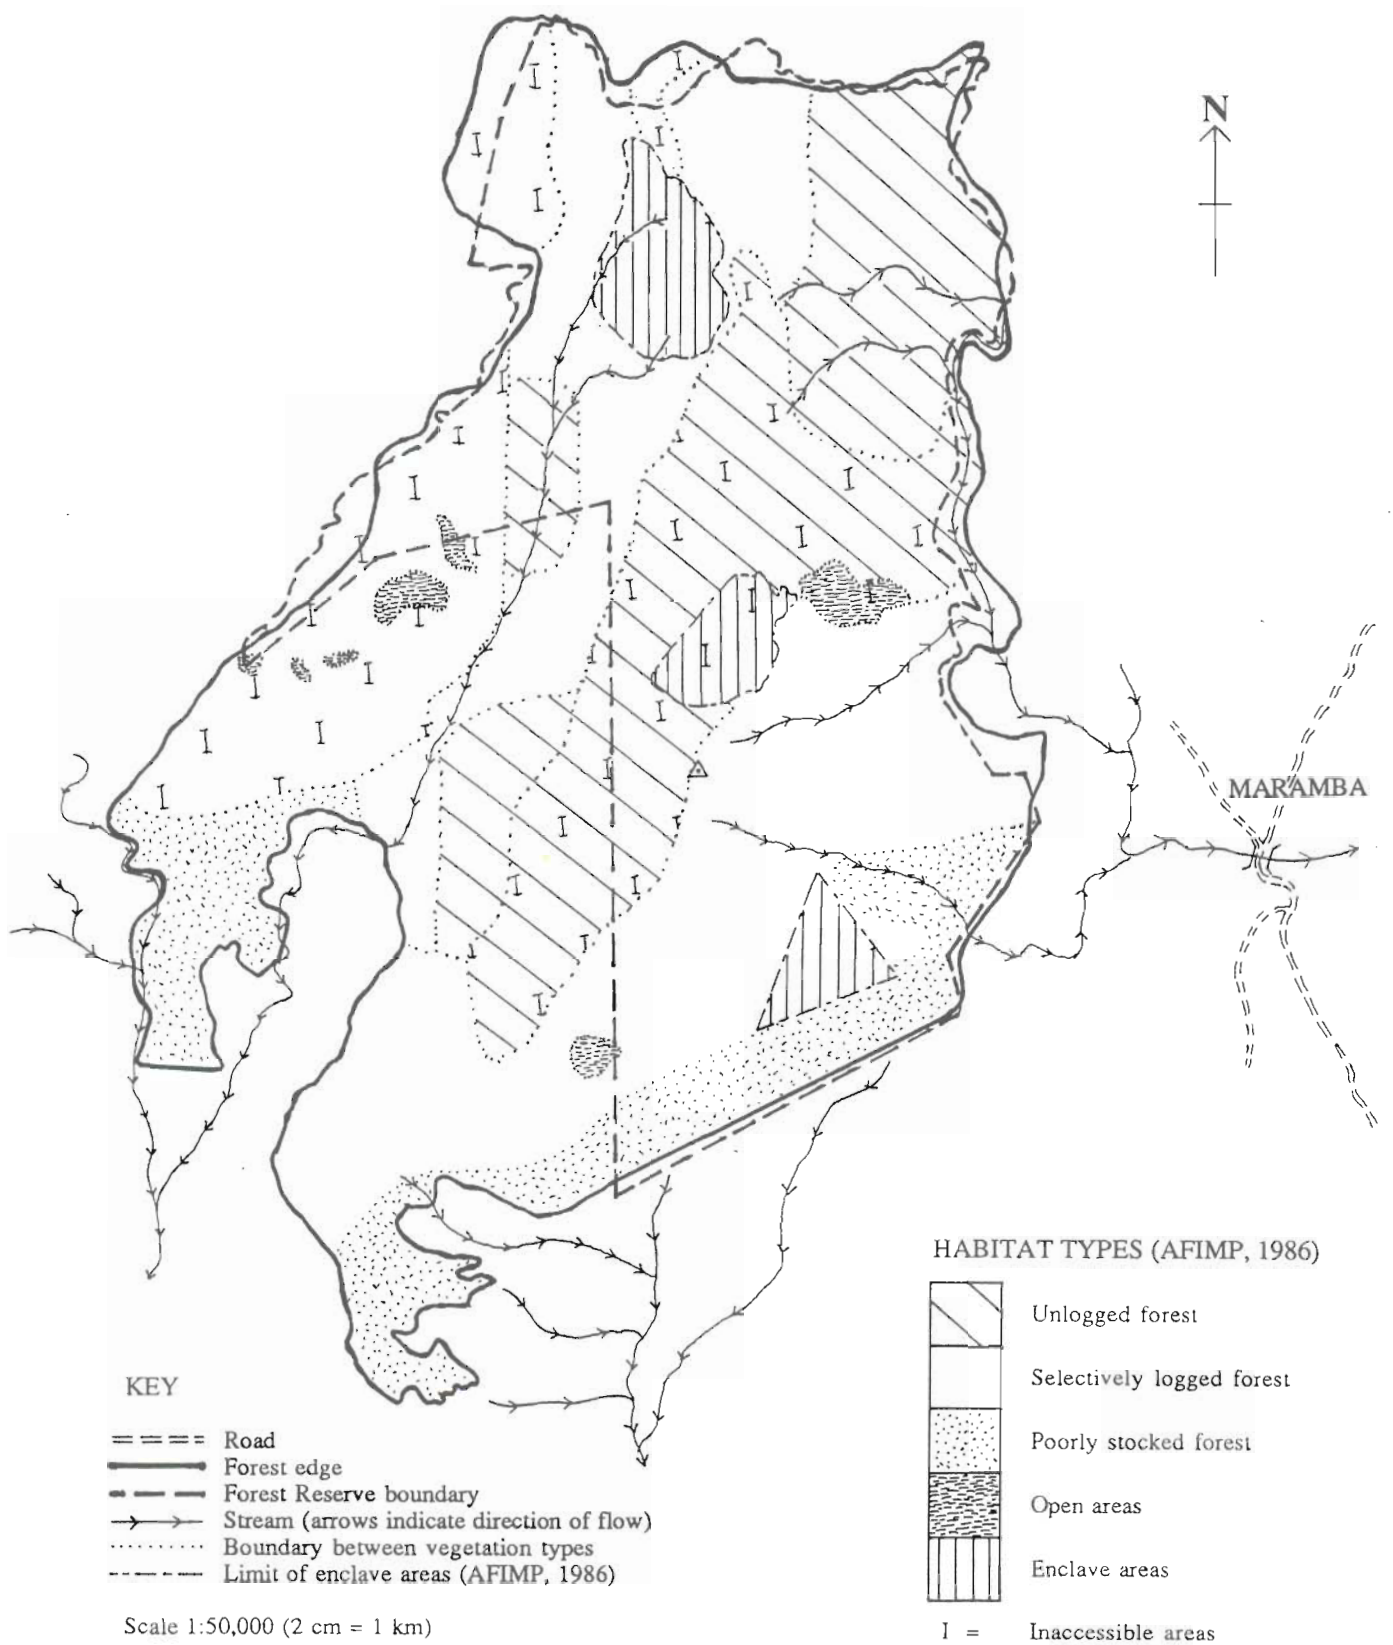 N
MARAMBA
HABITAT TYPES (AFIMP, 1986)
Unlogged forest
Selectively logged forest
Poorly stocked forest
Open areas
Enclave areas
I = Inaccessible areas
KEY
Road
Forest edge
Forest Reserve boundary
Stream (arrows indicate direction of flow)
Boundary between vegetation types
Limit of enclave areas (AFIMP, 1986)
Scale 1:50,000 (2 cm = 1 km)